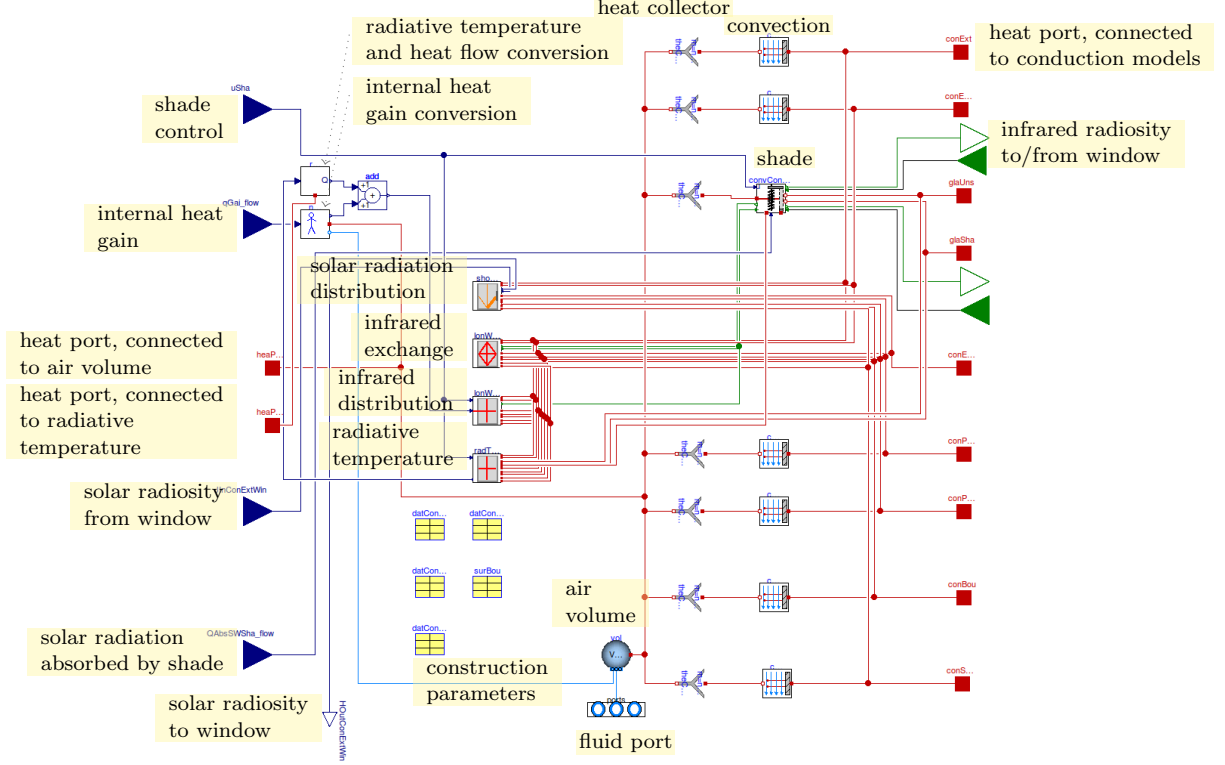 heat collector
radiative temperature
and heat flow conversion
convection
conExt
heat port, connected
to conduction models
internal heat
gain conversion
uSha
shade
control
conE...
infrared radiosity
to/from window
shade
convCon...
add
+1
+
+1
Q
glaUns
qGai_flow
internal heat
gain
glaSha
solar radiation
distribution
sho...
infrared
exchange
lonW...
heat port, connected
to air volume
heaP...
conE...
infrared
distribution
lonW...
heat port, connected
to radiative
temperature
heaP...
radiative
temperature
radT...
conP...
solar radiosity
from window
conP...
datCon...
datCon...
datCon...
surBou
air
volume
conBou
datCon...
QAbsSWSha_flow
solar radiation
absorbed by shade
vol
V...
construction
parameters
conS...
solar radiosity
to window
HOutConExtWin
ports
fluid port